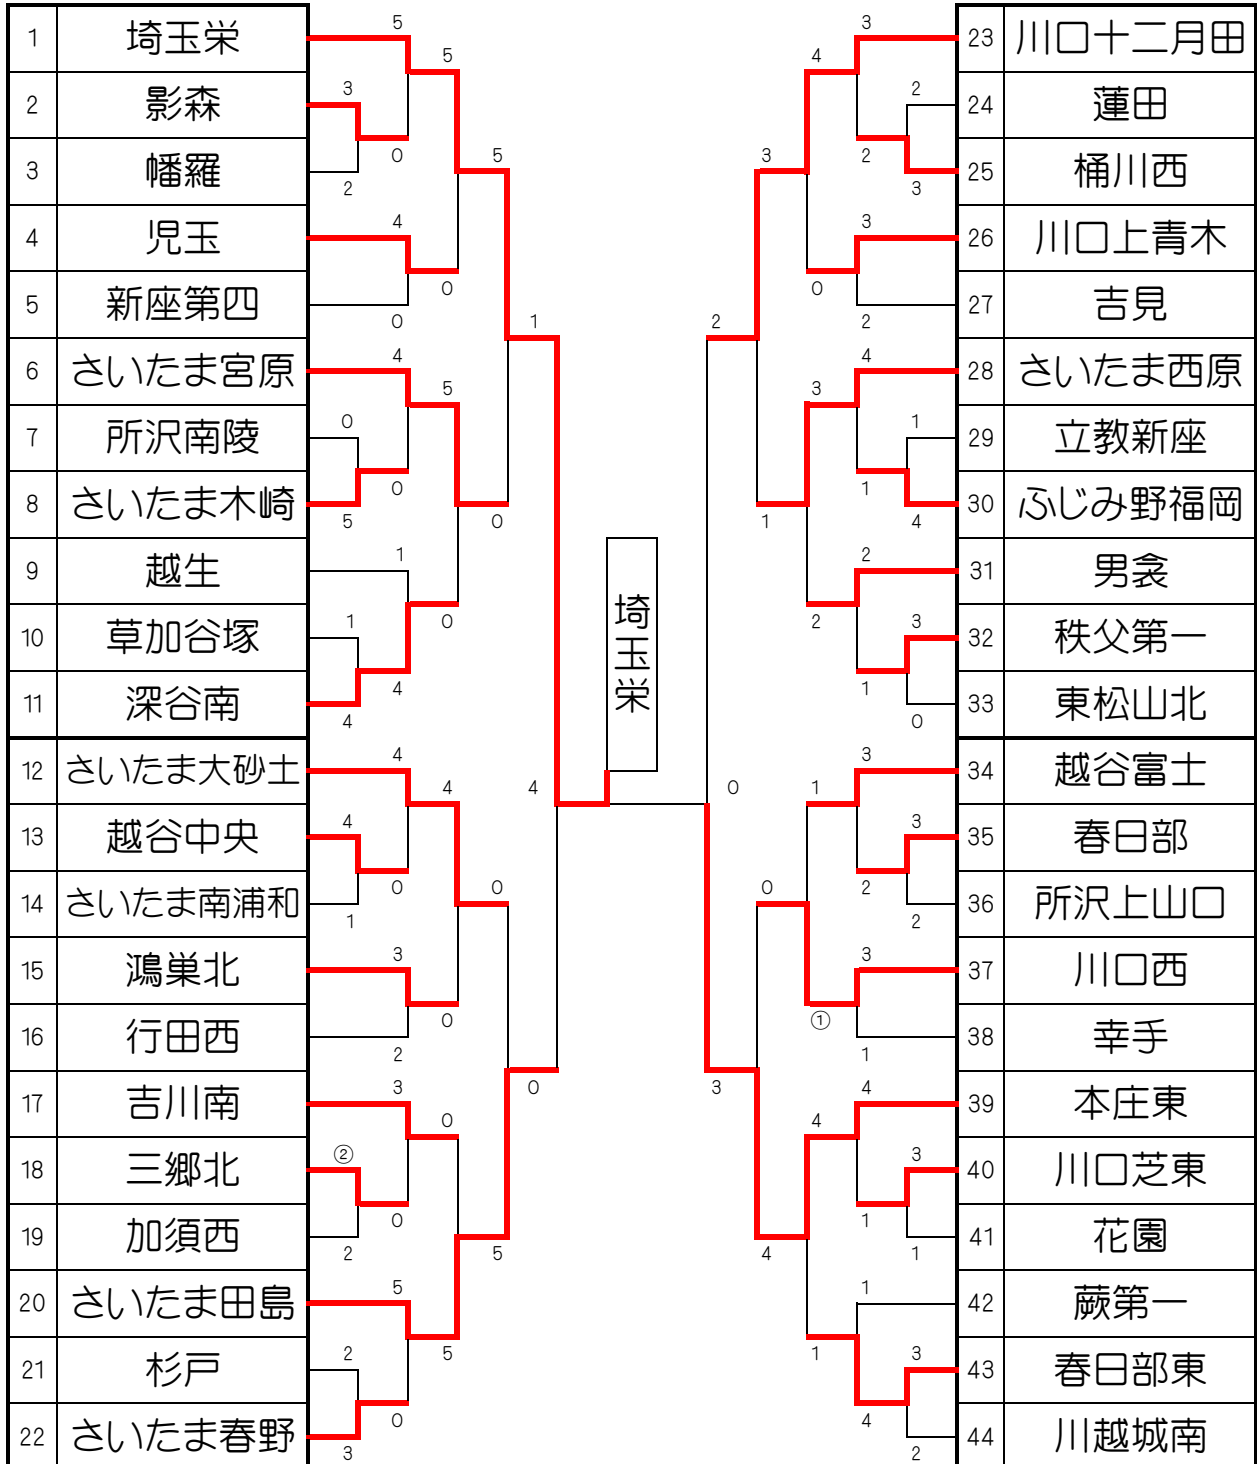 1 埼玉栄
2 影森
3 幡羅
4 児玉
5 新座第四
6 さいたま宮原
7 所沢南陵
8 さいたま木崎
9 越生
10 草加谷塚
11 深谷南
12 さいたま大砂土
13 越谷中央
14 さいたま南浦和
15 鴻巣北
16 行田西
17 吉川南
18 三郷北
19 加須西
20 さいたま田島
21 杉戸
22 さいたま春野
5
3
2
0
4
0
4
0
5
0
1
1
4
4
4
4
1
0
3
2
3
②
2
0
5
2
3
0
5
0
5
0
4
0
0
5
5
0
0
5
1
0
4
埼玉栄
0
2
3
3
1
0
4
4
0
3
2
1
①
4
1
3
2
3
2
3
2
4
1
4
1
2
3
0
1
3
3
2
2
3
1
4
3
1
1
1
3
2
4
23 川口十二月田
24 蓮田
25 桶川西
26 川口上青木
27 吉見
28 さいたま西原
29 立教新座
30 ふじみ野福岡
31 男衾
32 秩父第一
33 東松山北
34 越谷富士
35 春日部
36 所沢上山口
37 川口西
38 幸手
39 本庄東
40 川口芝東
41 花園
42 蕨第一
43 春日部東
44 川越城南